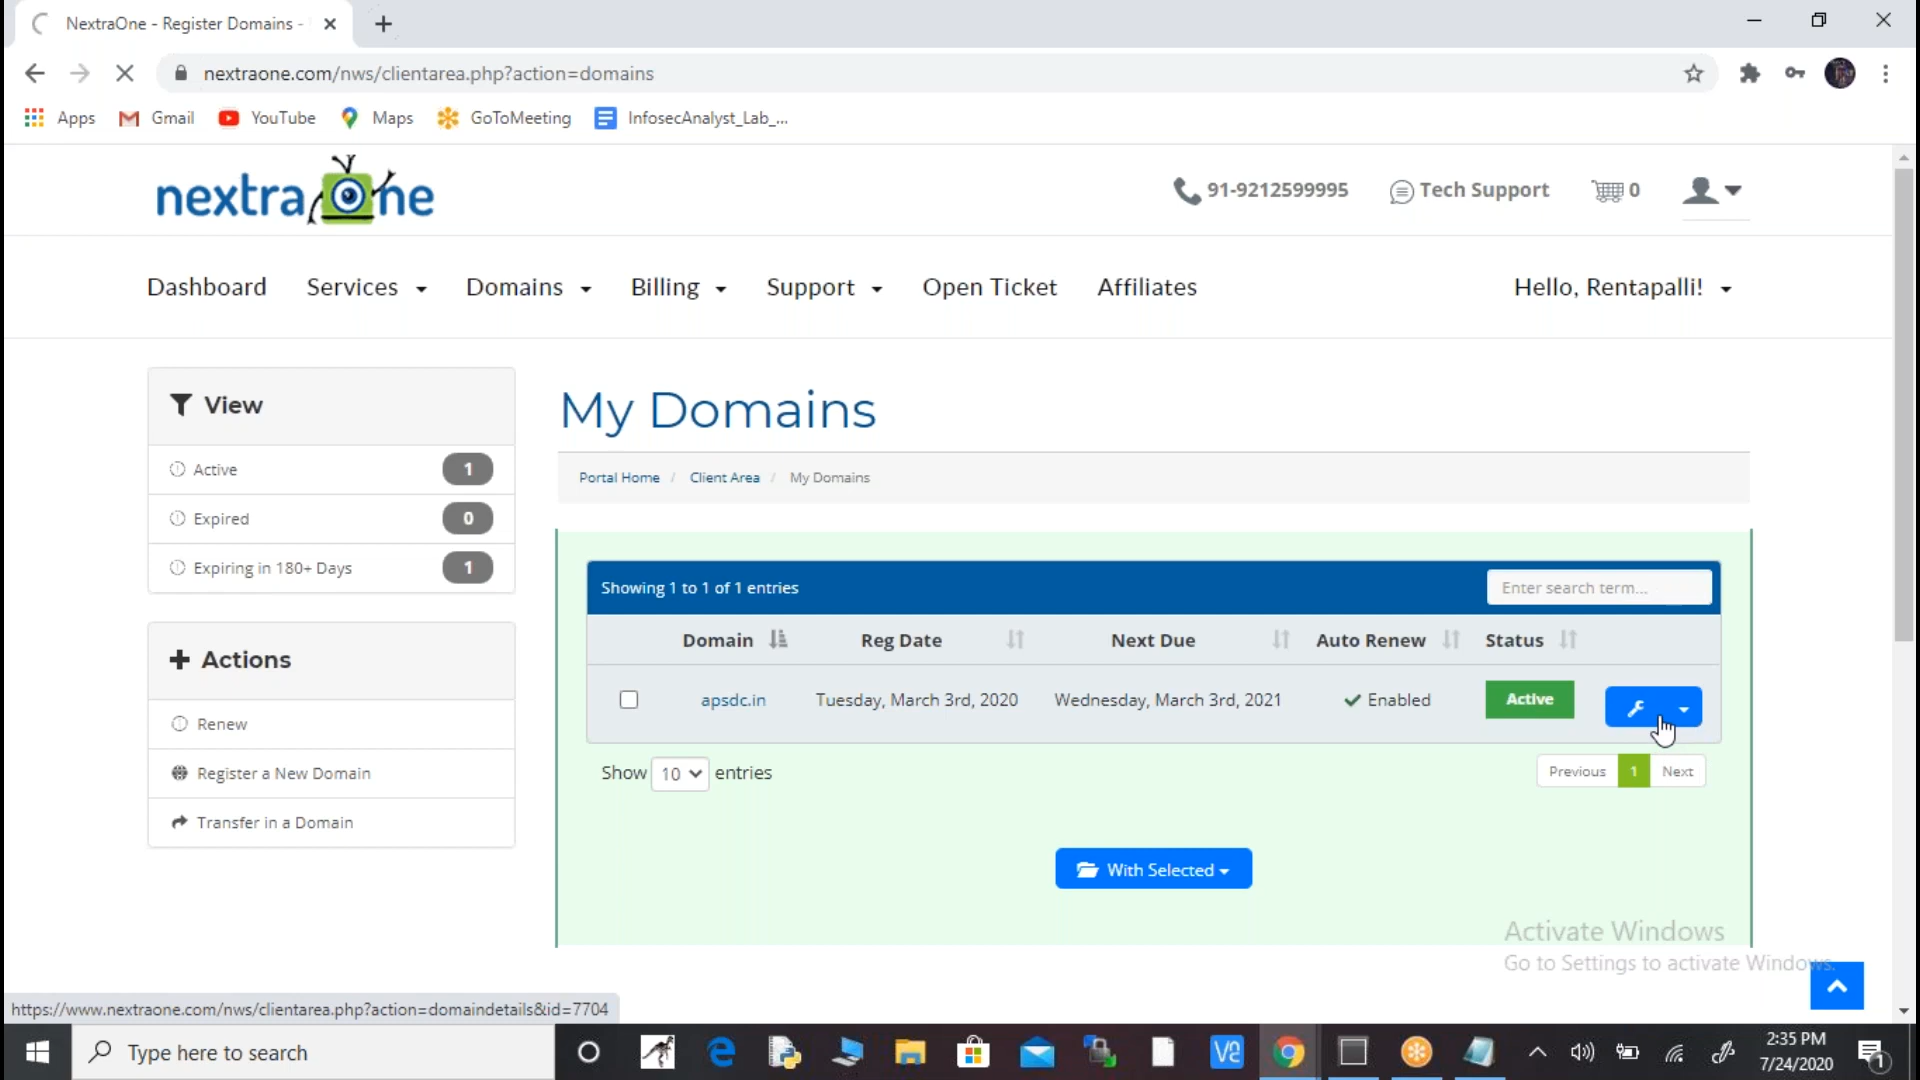 NextraOne - Register Domains -
nextraone.com/nws/clientarea.php?action=domains
Apps Gmail YouTube Maps GoToMeeting InfosecAnalyst_Lab_...
nextraOne
91-9212599995 Tech Support 0
Dashboard Services Domains Billing Support Open Ticket Affiliates Hello, Rentapalli!
View
Active 1
Expired 0
Expiring in 180+ Days 1
Actions
Renew
Register a New Domain
Transfer in a Domain
My Domains
Portal Home / Client Area / My Domains
Showing 1 to 1 of 1 entries Enter search term...
Domain Reg Date Next Due Auto Renew Status
apsdc.in Tuesday, March 3rd, 2020 Wednesday, March 3rd, 2021 Enabled Active
Show 10 entries Previous 1 Next
With Selected
Activate Windows
Go to Settings to activate Windows.
https://www.nextraone.com/nws/clientarea.php?action=domaindetails&id=7704
Type here to search
2:35 PM
7/24/2020
1